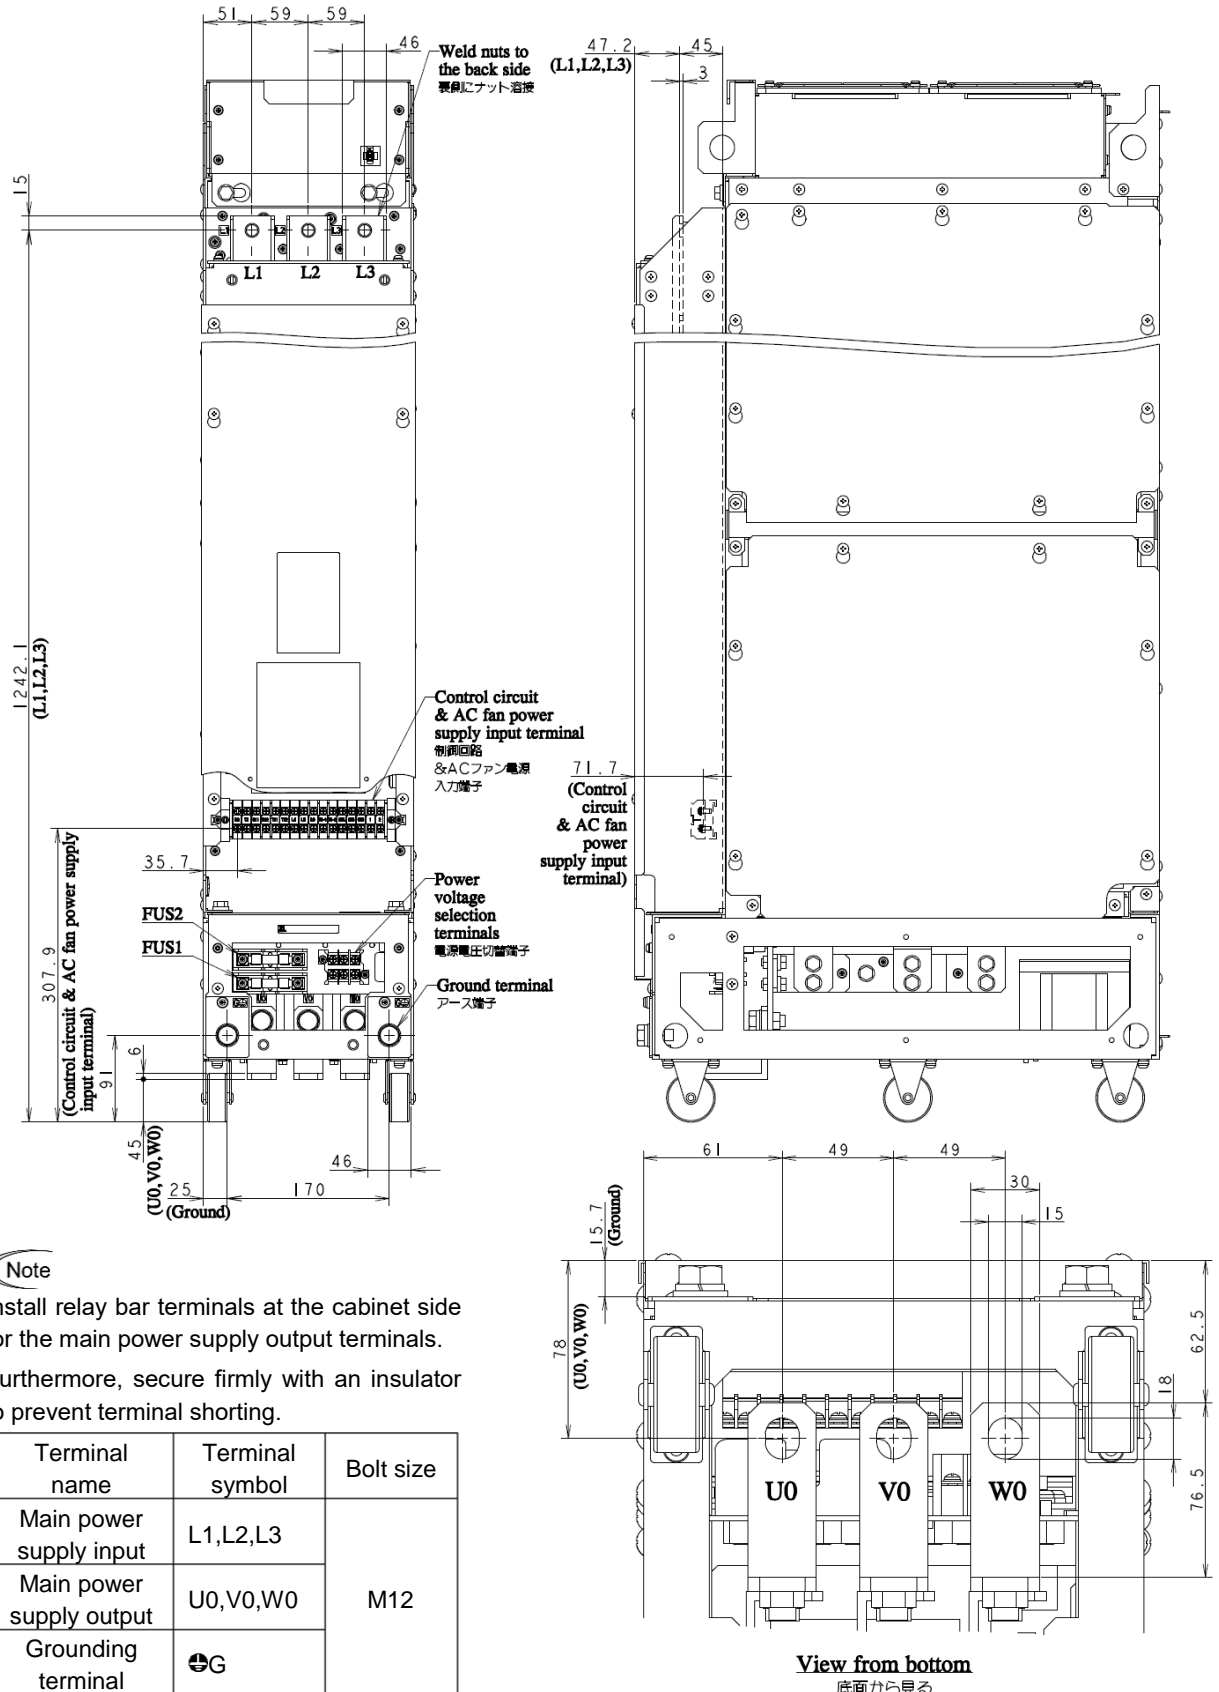 51 59 59
46
Weld nuts to
the back side
裏側にナット溶接
47.2
(L1,L2,L3)
45
3
15
L1 L2 L3
L1 L2 L3
1242.1
(L1,L2,L3)
Control circuit
& AC fan power
supply input terminal
制御回路
&ACファン電源
入力端子
71.7
(Control
circuit
& AC fan
power
supply input
terminal)
307.9
(Control circuit & AC fan power supply
input terminal)
35.7
FUS2
FUS1
Power
voltage
selection
terminals
電源電圧切替端子
Ground terminal
アース端子
91
6
45
(U0,V0,W0)
25
(Ground)
170
46
61 49 49
30
15
15.7
(Ground)
78
(U0,V0,W0)
62.5
18
76.5
U0 V0 W0
View from bottom
底面から見る
Note
nstall relay bar terminals at the cabinet side
or the main power supply output terminals.
urthermore, secure firmly with an insulator
o prevent terminal shorting.
Terminal
name
Terminal
symbol
Bolt size
Main power
supply input
L1,L2,L3
Main power
supply output
U0,V0,W0
M12
Grounding
terminal
G